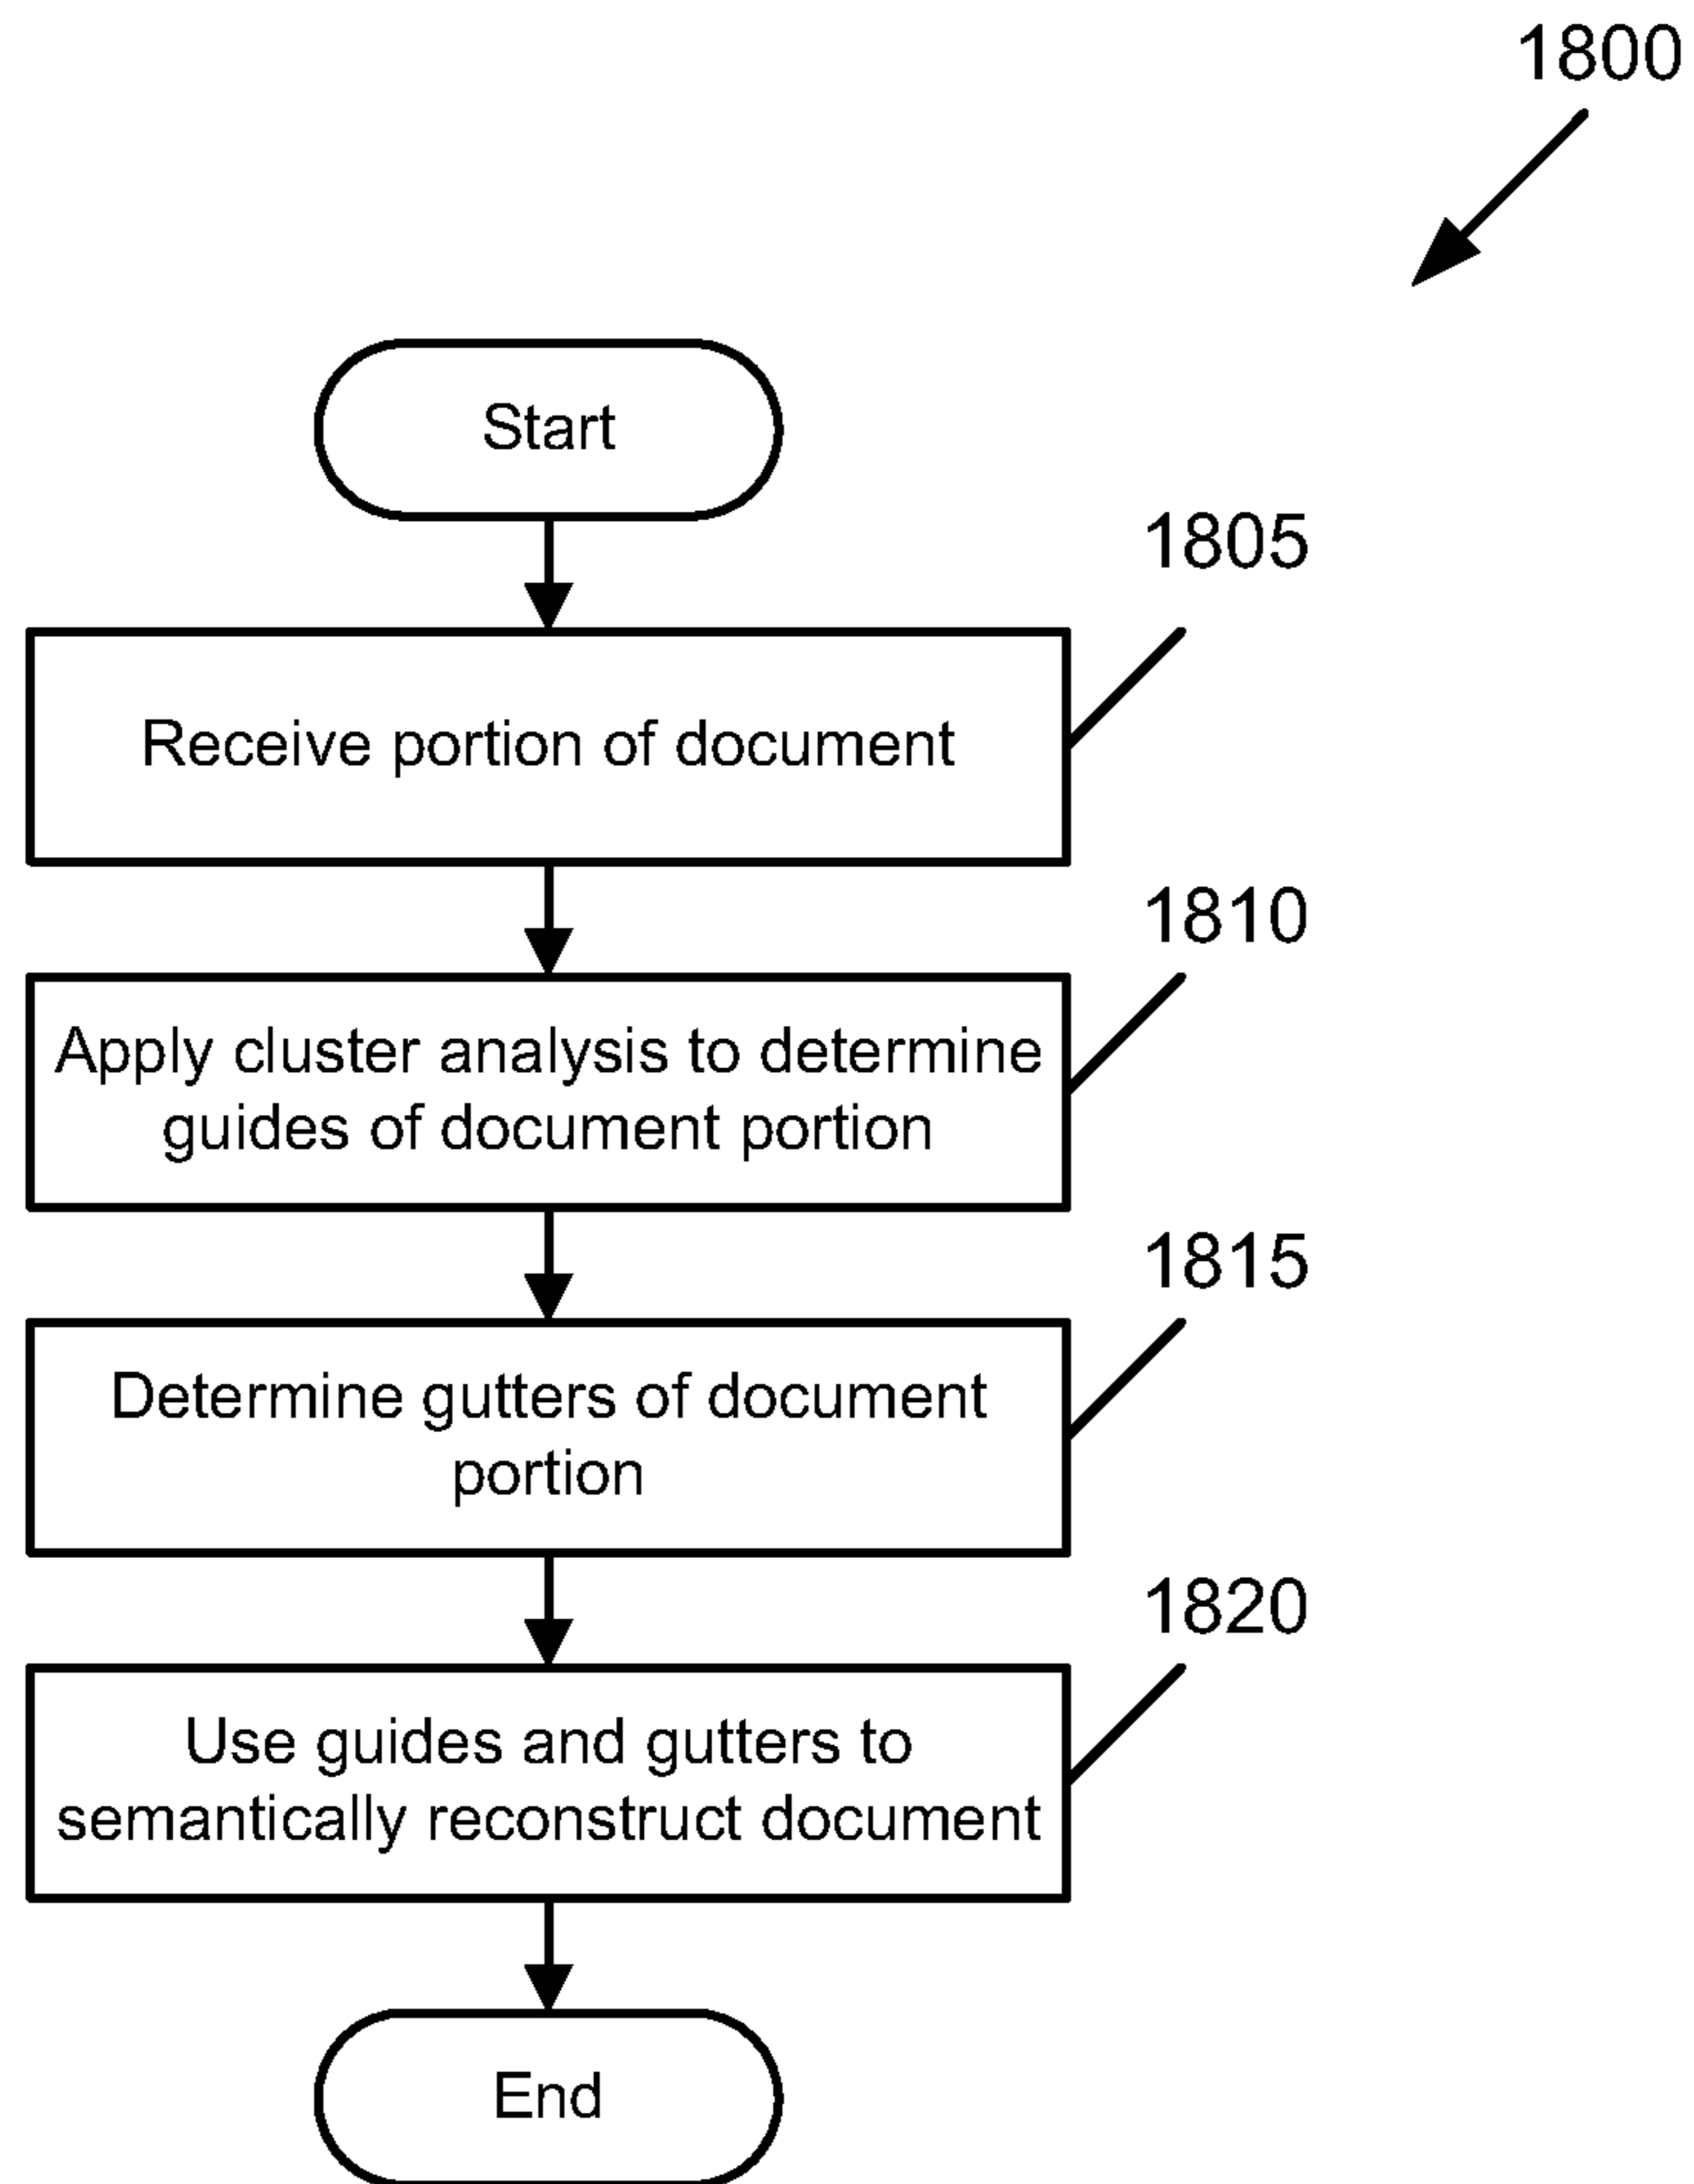 1800
Start
1805
Receive portion of document
1810
Apply cluster analysis to determine
guides of document portion
1815
Determine gutters of document
portion
1820
Use guides and gutters to
semantically reconstruct document
End